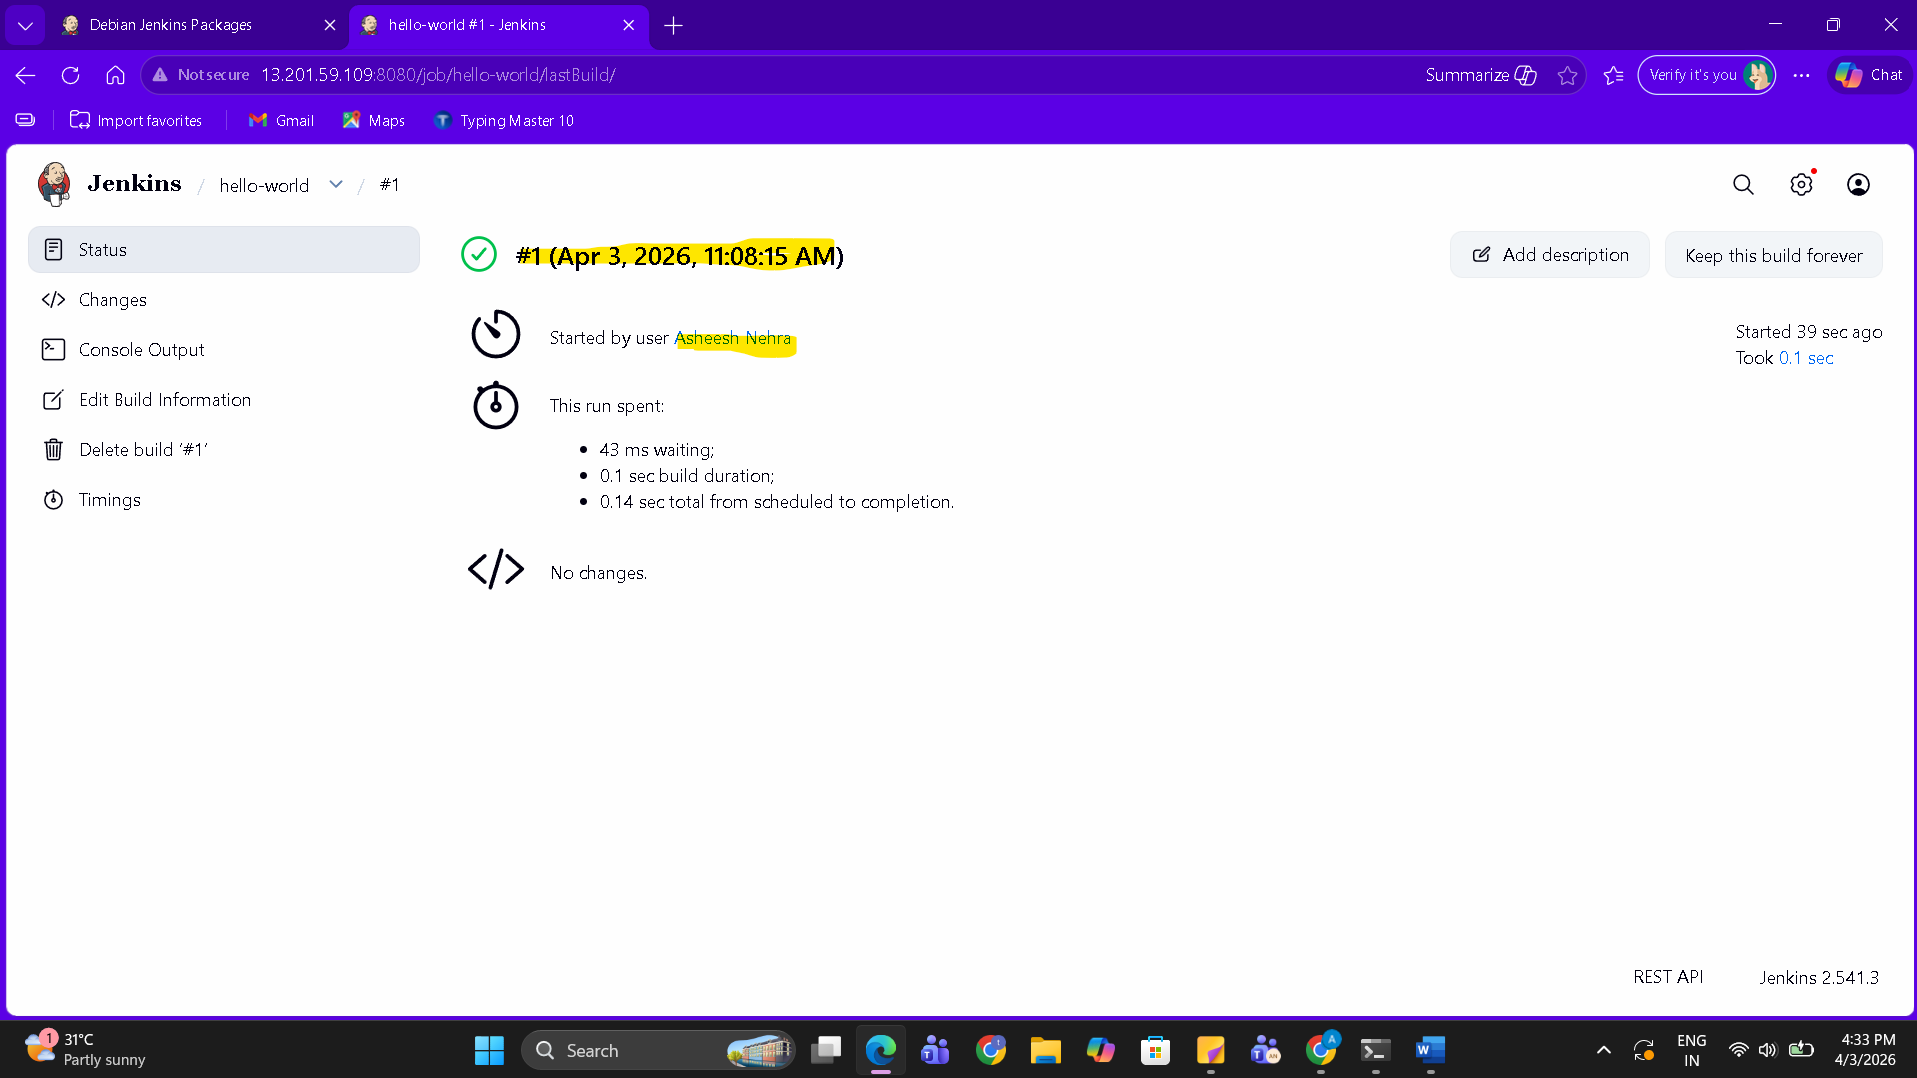 Debian Jenkins Packages
hello-world #1 - Jenkins
Not secure 13.201.59.109:8080/job/hello-world/lastBuild/
Summarize
Verify it's you
Chat
Import favorites
Gmail
Maps
T Typing Master 10
Jenkins / hello-world / #1
Status
Changes
Console Output
Edit Build Information
Delete build ‘#1’
Timings
#1 (Apr 3, 2026, 11:08:15 AM)
Add description
Keep this build forever
Started by user Asheesh Nehra
Started 39 sec ago
Took 0.1 sec
This run spent:
• 43 ms waiting;
• 0.1 sec build duration;
• 0.14 sec total from scheduled to completion.
No changes.
REST API
Jenkins 2.541.3
1
31°C
Partly sunny
Search
ENG
IN
4:33 PM
4/3/2026